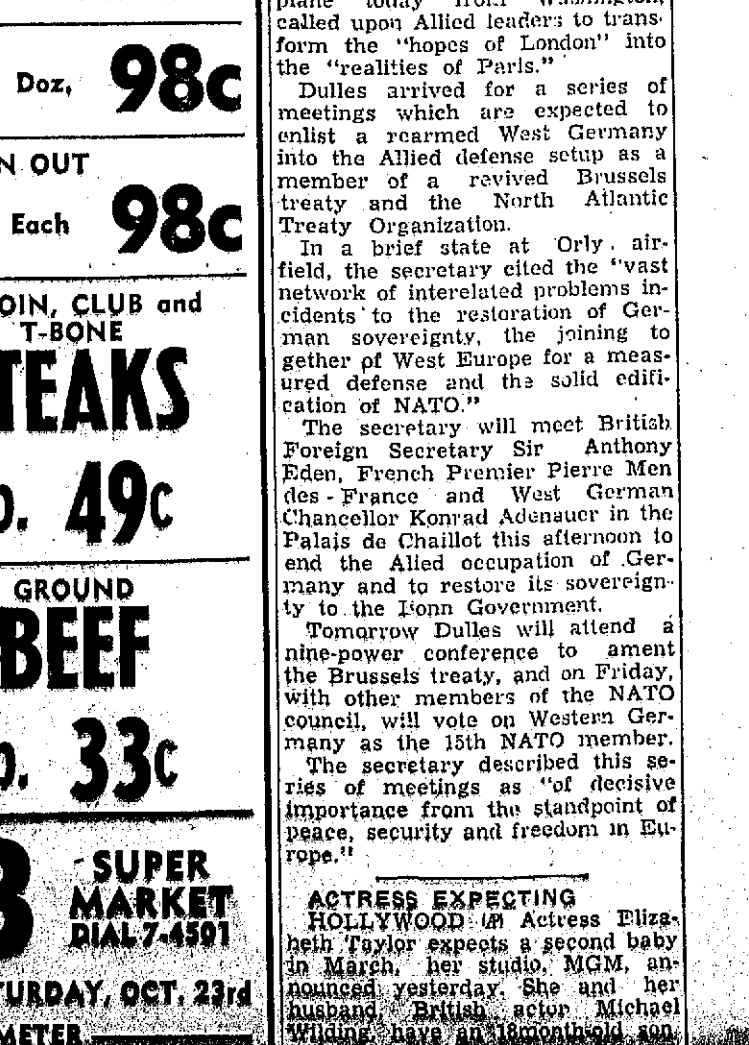 Doz, 98c
N OUT
Each 98c
OIN, CLUB and
T-BONE
TEAKS
49c
GROUND
BEEF
33c
SUPER
MARKET
DIAL 7-4501
TURDAY, OCT. 23rd
METER
plane today from Washington,
called upon Allied leaders to trans-
form the "hopes of London" into
the "realities of Paris."
Dulles arrived for a series of
meetings which are expected to
enlist a rearmed West Germany
into the Allied defense setup as a
member of a revived Brussels
treaty and the North Atlantic
Treaty Organization.
In a brief state at Orly air-
field, the secretary cited the "vast
network of interelated problems in-
cidents to the restoration of Ger-
man sovereignty, the joining to
gether of West Europe for a meas-
ured defense and the solid edifi-
cation of NATO."
The secretary will meet British
Foreign Secretary Sir Anthony
Eden, French Premier Pierre Men
des - France and West German
Chancellor Konrad Adenauer in the
Palais de Chaillot this afternoon to
end the Allied occupation of Ger-
many and to restore its sovereign-
ty to the Bonn Government.
Tomorrow Dulles will attend a
nine-power conference to ament
the Brussels treaty, and on Friday,
with other members of the NATO
council, will vote on Western Ger-
many as the 15th NATO member.
The secretary described this se-
ries of meetings as "of decisive
importance from the standpoint of
peace, security and freedom in Eu-
rope."
ACTRESS EXPECTING
HOLLYWOOD (AP) Actress Eliza-
beth Taylor expects a second baby
in March, her studio, MGM, an-
nounced yesterday. She and her
husband, British actor Michael
Wilding, have an 18month-old son.